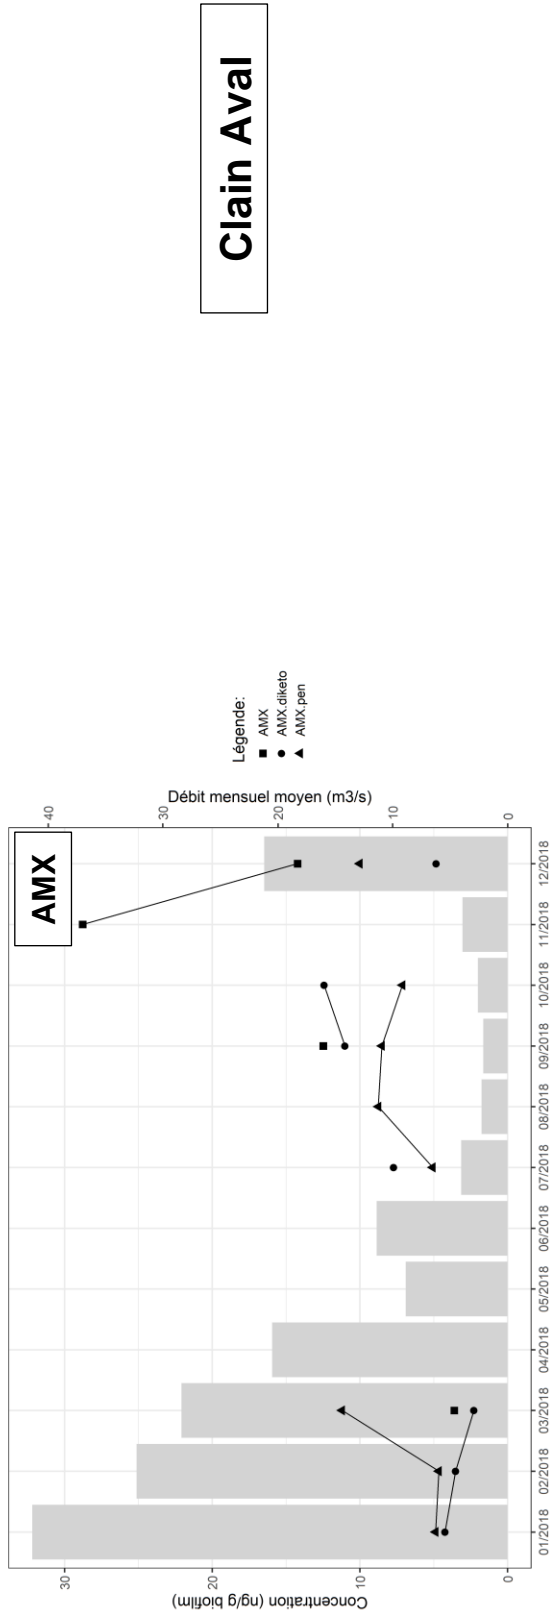 Clain Aval
AMX
Concentration (ng/g biofilm)
0
10
20
30
01/2018
02/2018
03/2018
04/2018
05/2018
06/2018
07/2018
08/2018
09/2018
10/2018
11/2018
12/2018
0
10
20
30
40
Débit mensuel moyen (m3/s)
Légende:
AMX
AMX.diketo
AMX.pen